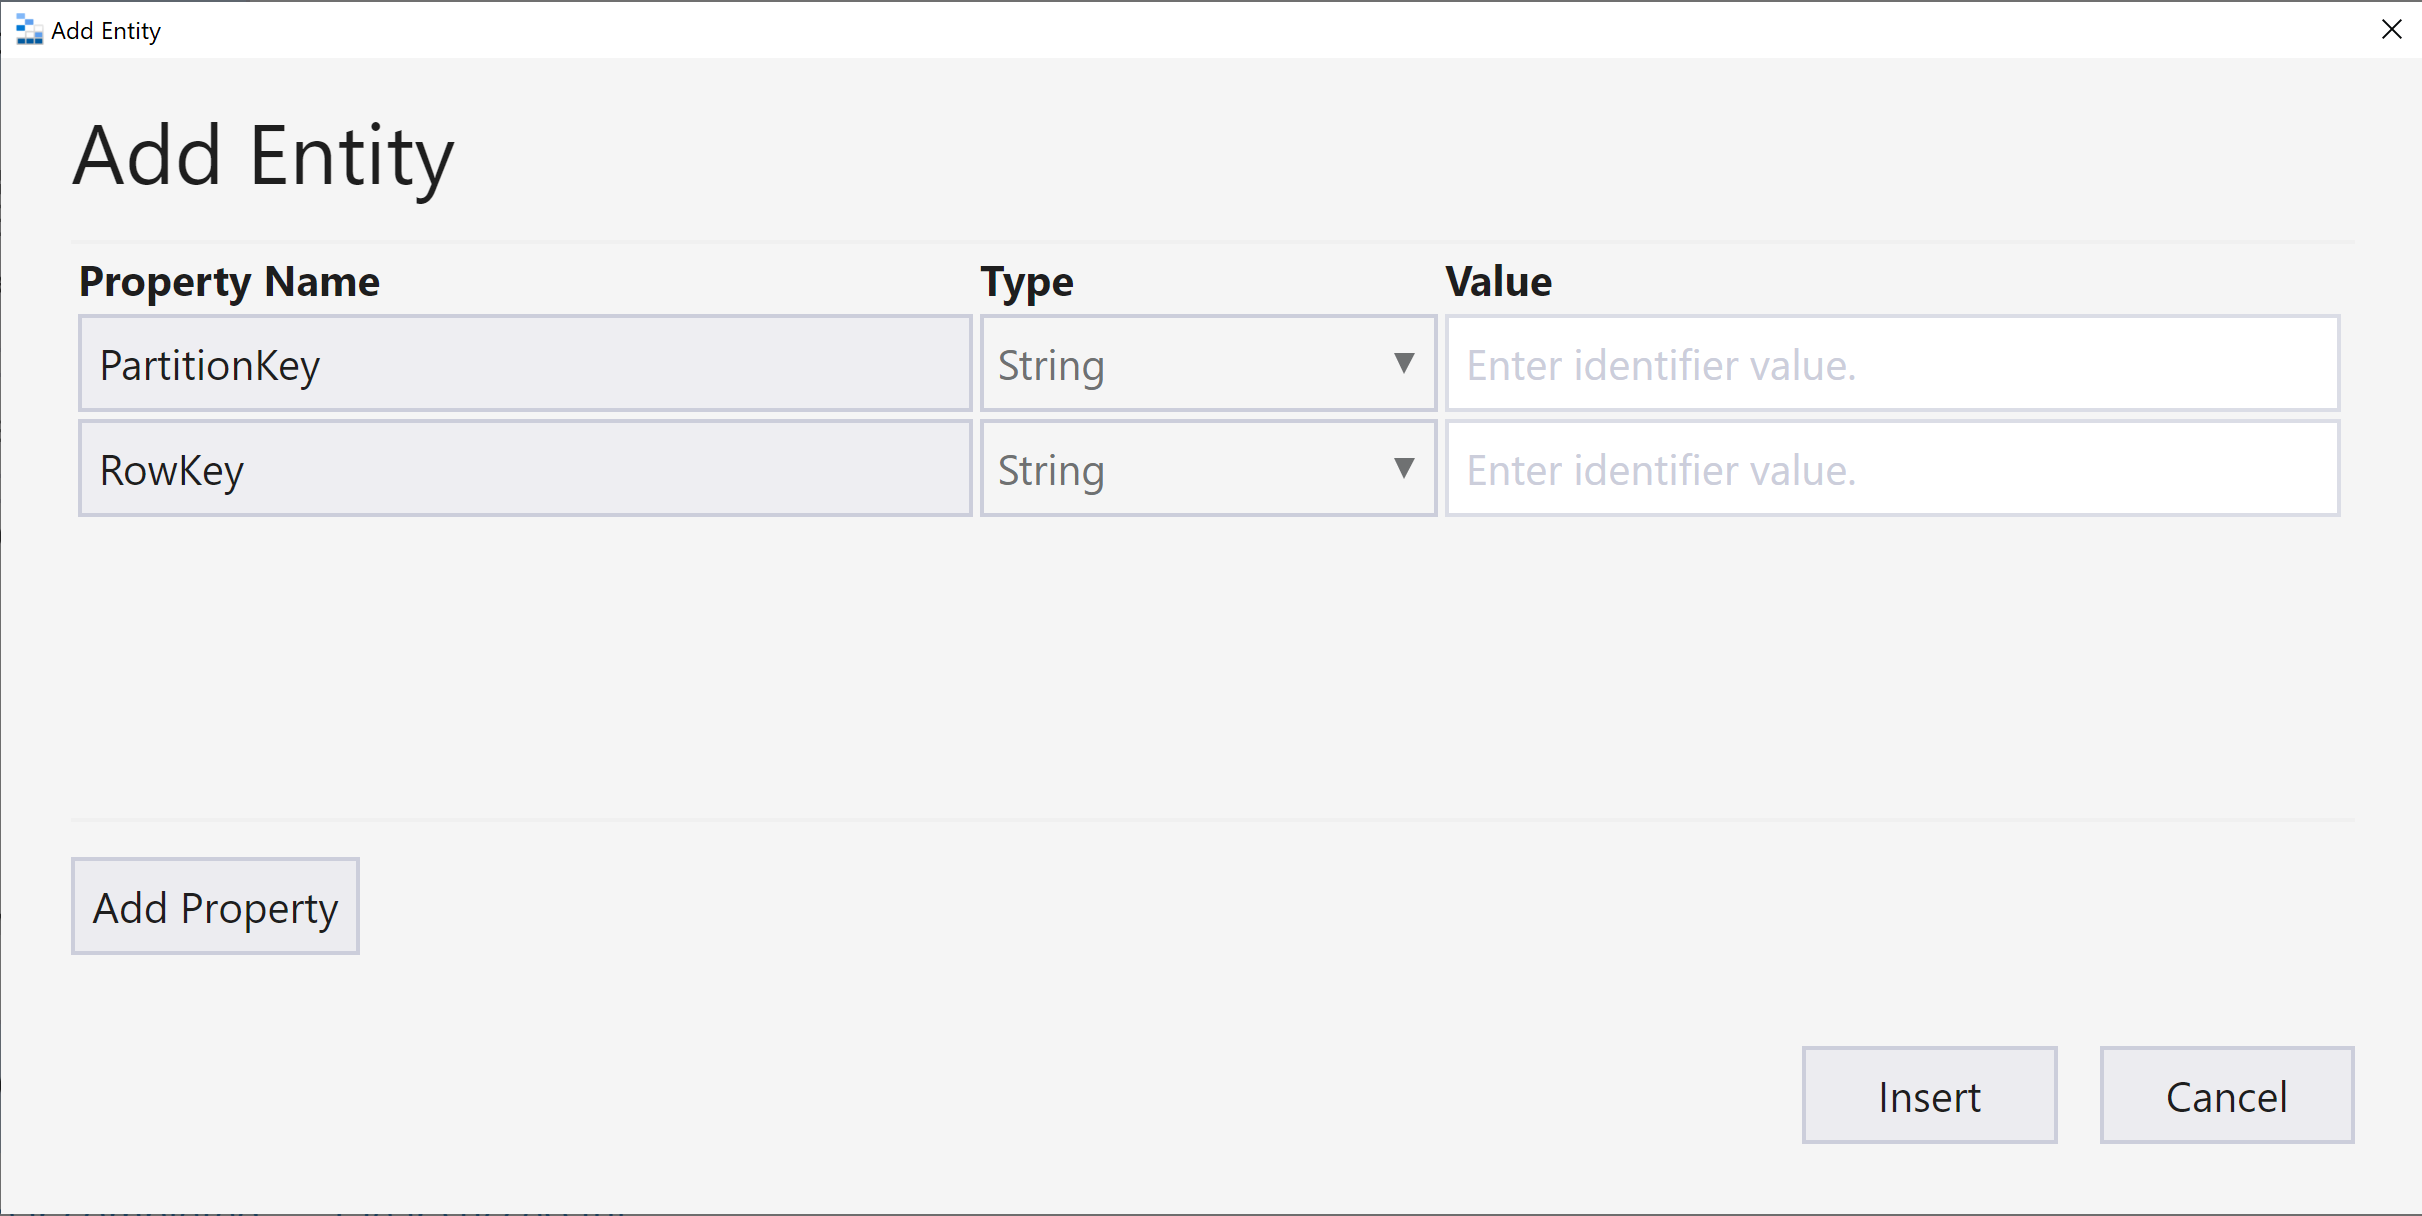 Add Entity
Add Entity
Property Name Type Value
PartitionKey String Enter identifier value.
RowKey String Enter identifier value.
Add Property
Insert Cancel